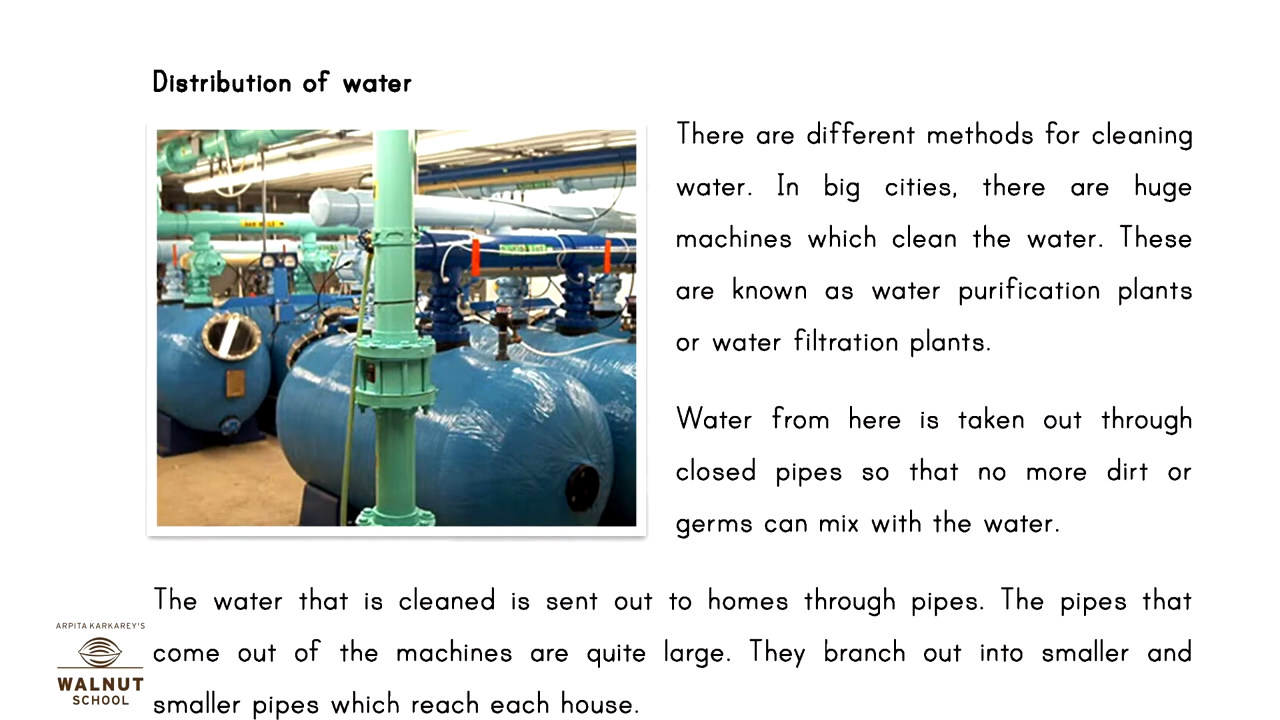 Distribution of water
There are different methods for cleaning
water. In big cities, there are huge
machines which clean the water. These
are known as water purification plants
or water filtration plants.
Water from here is taken out through
closed pipes so that no more dirt or
germs can mix with the water.
The water that is cleaned is sent out to homes through pipes. The pipes that
come out of the machines are quite large. They branch out into smaller and
smaller pipes which reach each house.
ARPITA KARKAREY'S
WALNUT
SCHOOL